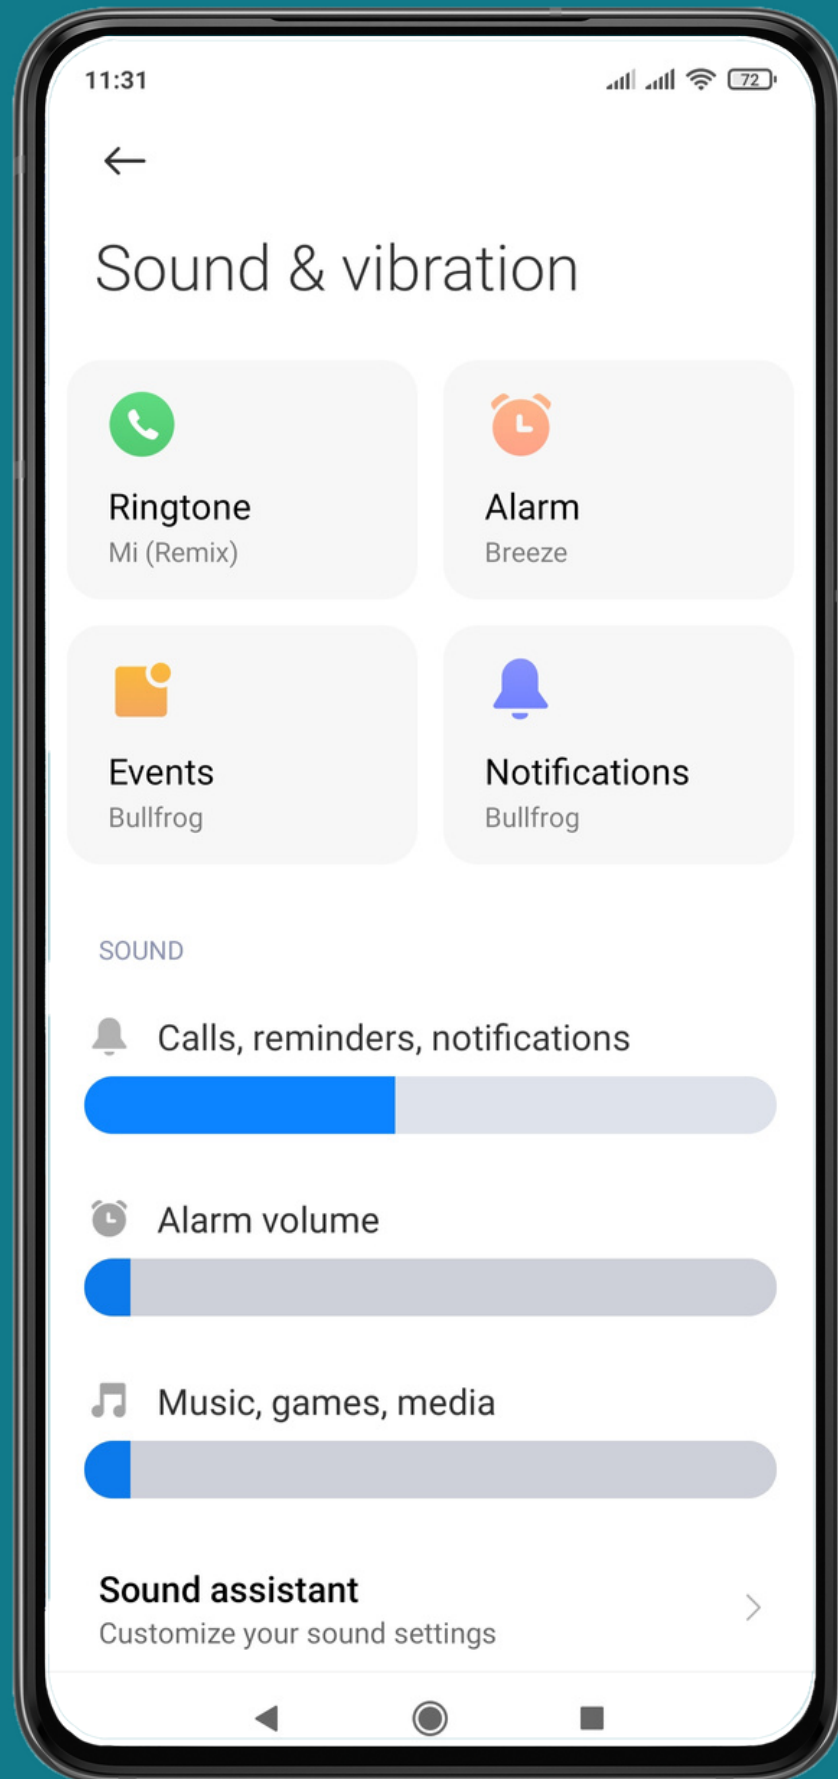 11:31
72
Sound & vibration
Ringtone
Mi (Remix)
Alarm
Breeze
Events
Bullfrog
Notifications
Bullfrog
SOUND
Calls, reminders, notifications
Alarm volume
Music, games, media
Sound assistant
Customize your sound settings